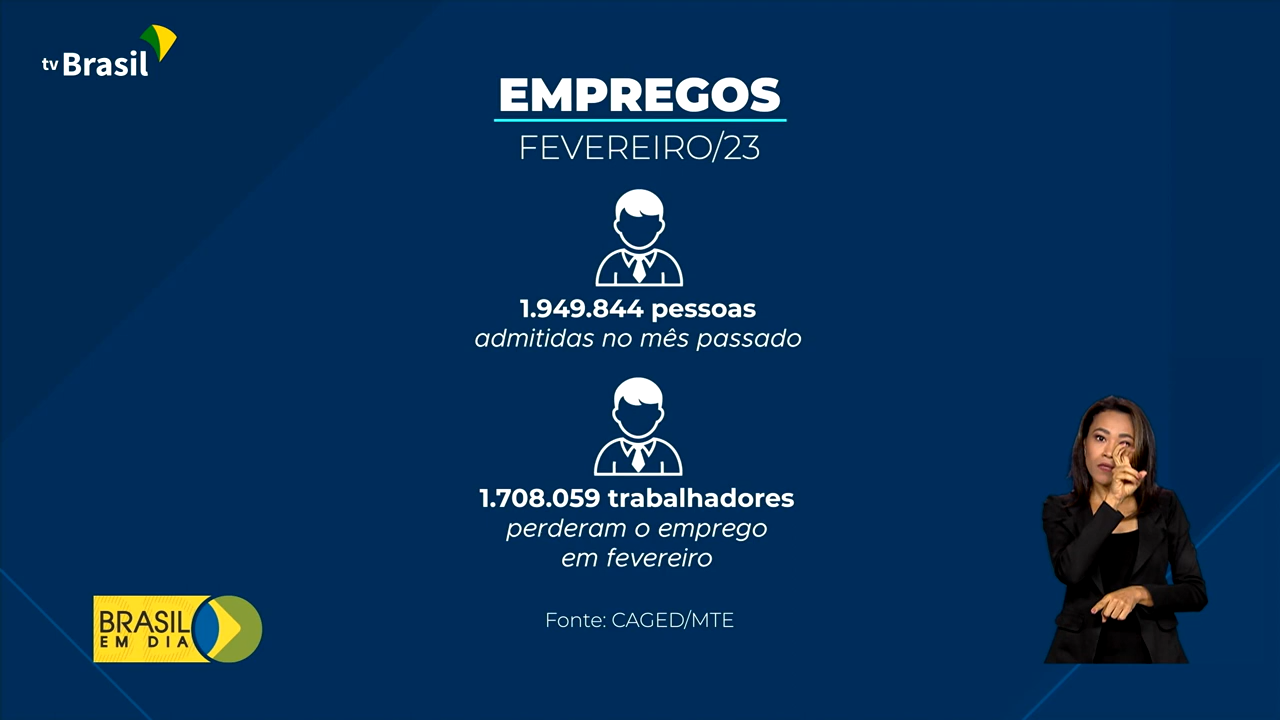 tv Brasil
EMPREGOS
FEVEREIRO/23
1.949.844 pessoas
admitidas no mês passado
1.708.059 trabalhadores
perderam o emprego
em fevereiro
Fonte: CAGED/MTE
BRASIL
EM DIA